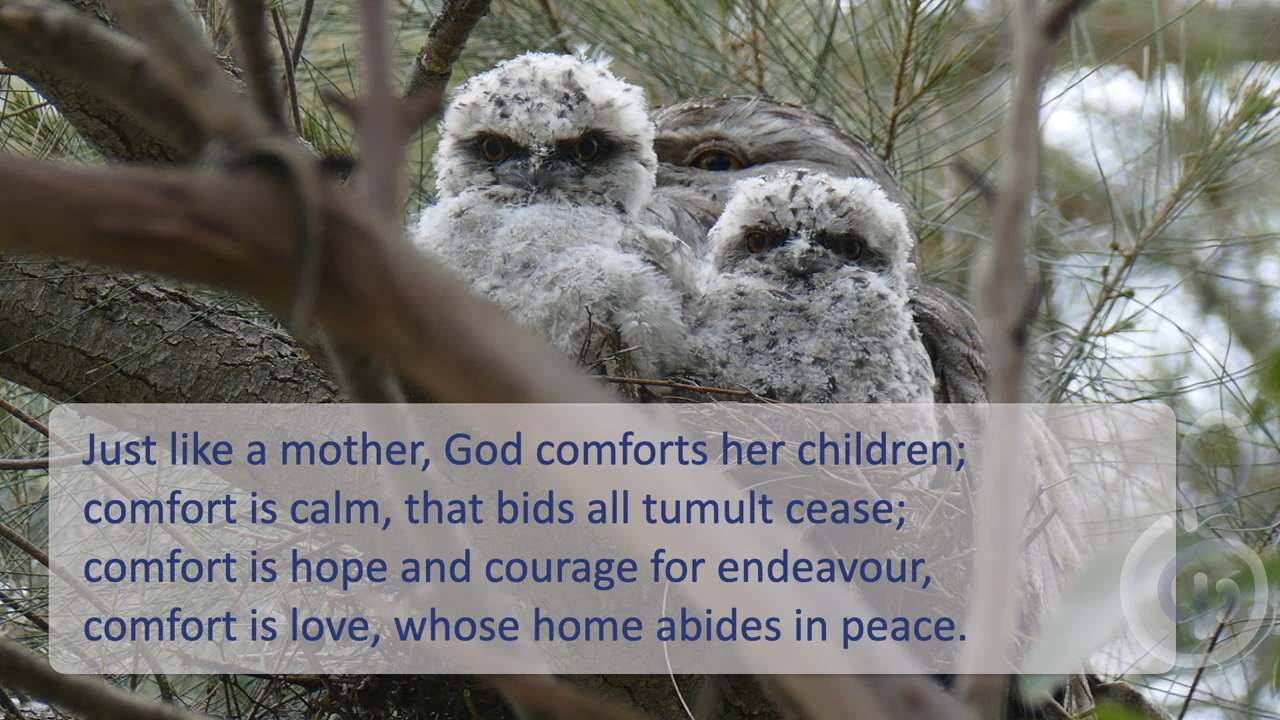 Just like a mother, God comforts her children;
comfort is calm, that bids all tumult cease;
comfort is hope and courage for endeavour,
comfort is love, whose home abides in peace.